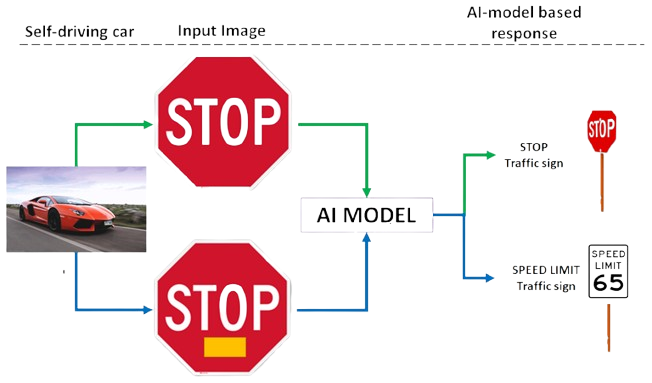 Self-driving car
Input Image
AI-model based
response
STOP
STOP
AI MODEL
STOP
Traffic sign
STOP
SPEED LIMIT
Traffic sign
SPEED
LIMIT
65